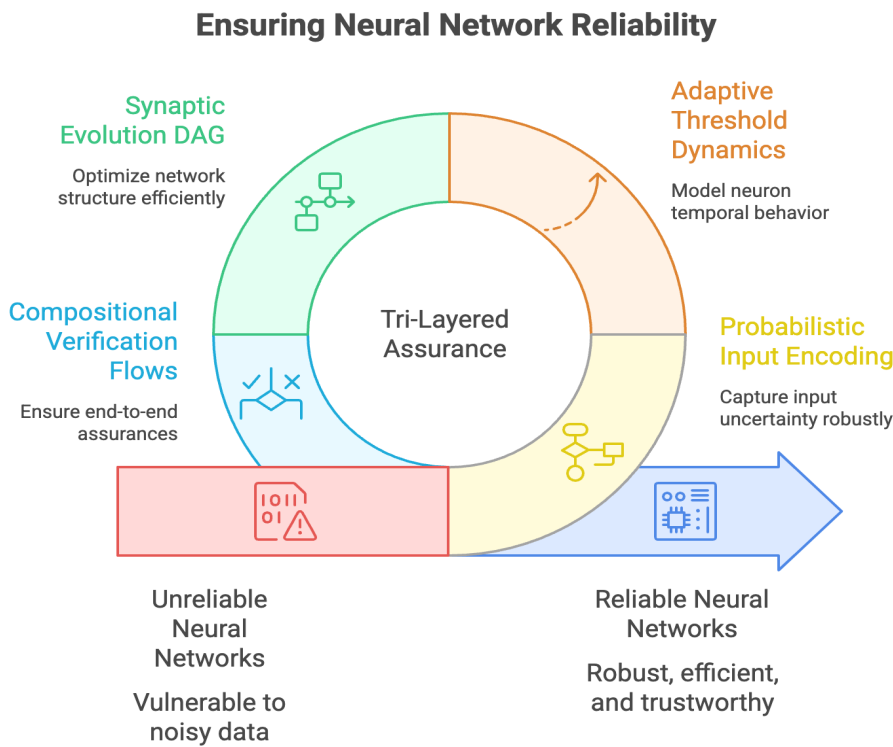 Ensuring Neural Network Reliability
Synaptic
Evolution DAG
Optimize network
structure efficiently
Adaptive
Threshold
Dynamics
Model neuron
temporal behavior
Compositional
Verification
Flows
Ensure end-to-end
assurances
Tri-Layered
Assurance
Probabilistic
Input Encoding
Capture input
uncertainty robustly
Unreliable
Neural
Networks
Vulnerable to
noisy data
Reliable Neural
Networks
Robust, efficient,
and trustworthy